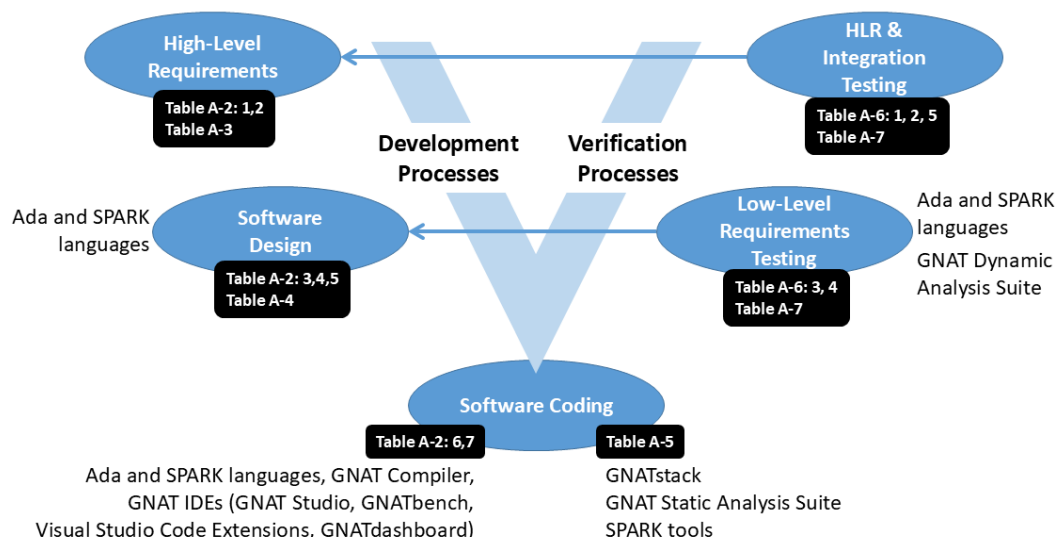 High-Level
Requirements
Table A-2: 1,2
Table A-3
HLR &
Integration
Testing
Table A-6: 1, 2, 5
Table A-7
Development
Processes
Verification
Processes
Ada and SPARK
languages
Software
Design
Table A-2: 3,4,5
Table A-4
Low-Level
Requirements
Testing
Table A-6: 3, 4
Table A-7
Ada and SPARK
languages
GNAT Dynamic
Analysis Suite
Software Coding
Table A-2: 6,7
Table A-5
Ada and SPARK languages, GNAT Compiler,
GNAT IDEs (GNAT Studio, GNATbench,
Visual Studio Code Extensions, GNATdashboard)
GNATstack
GNAT Static Analysis Suite
SPARK tools